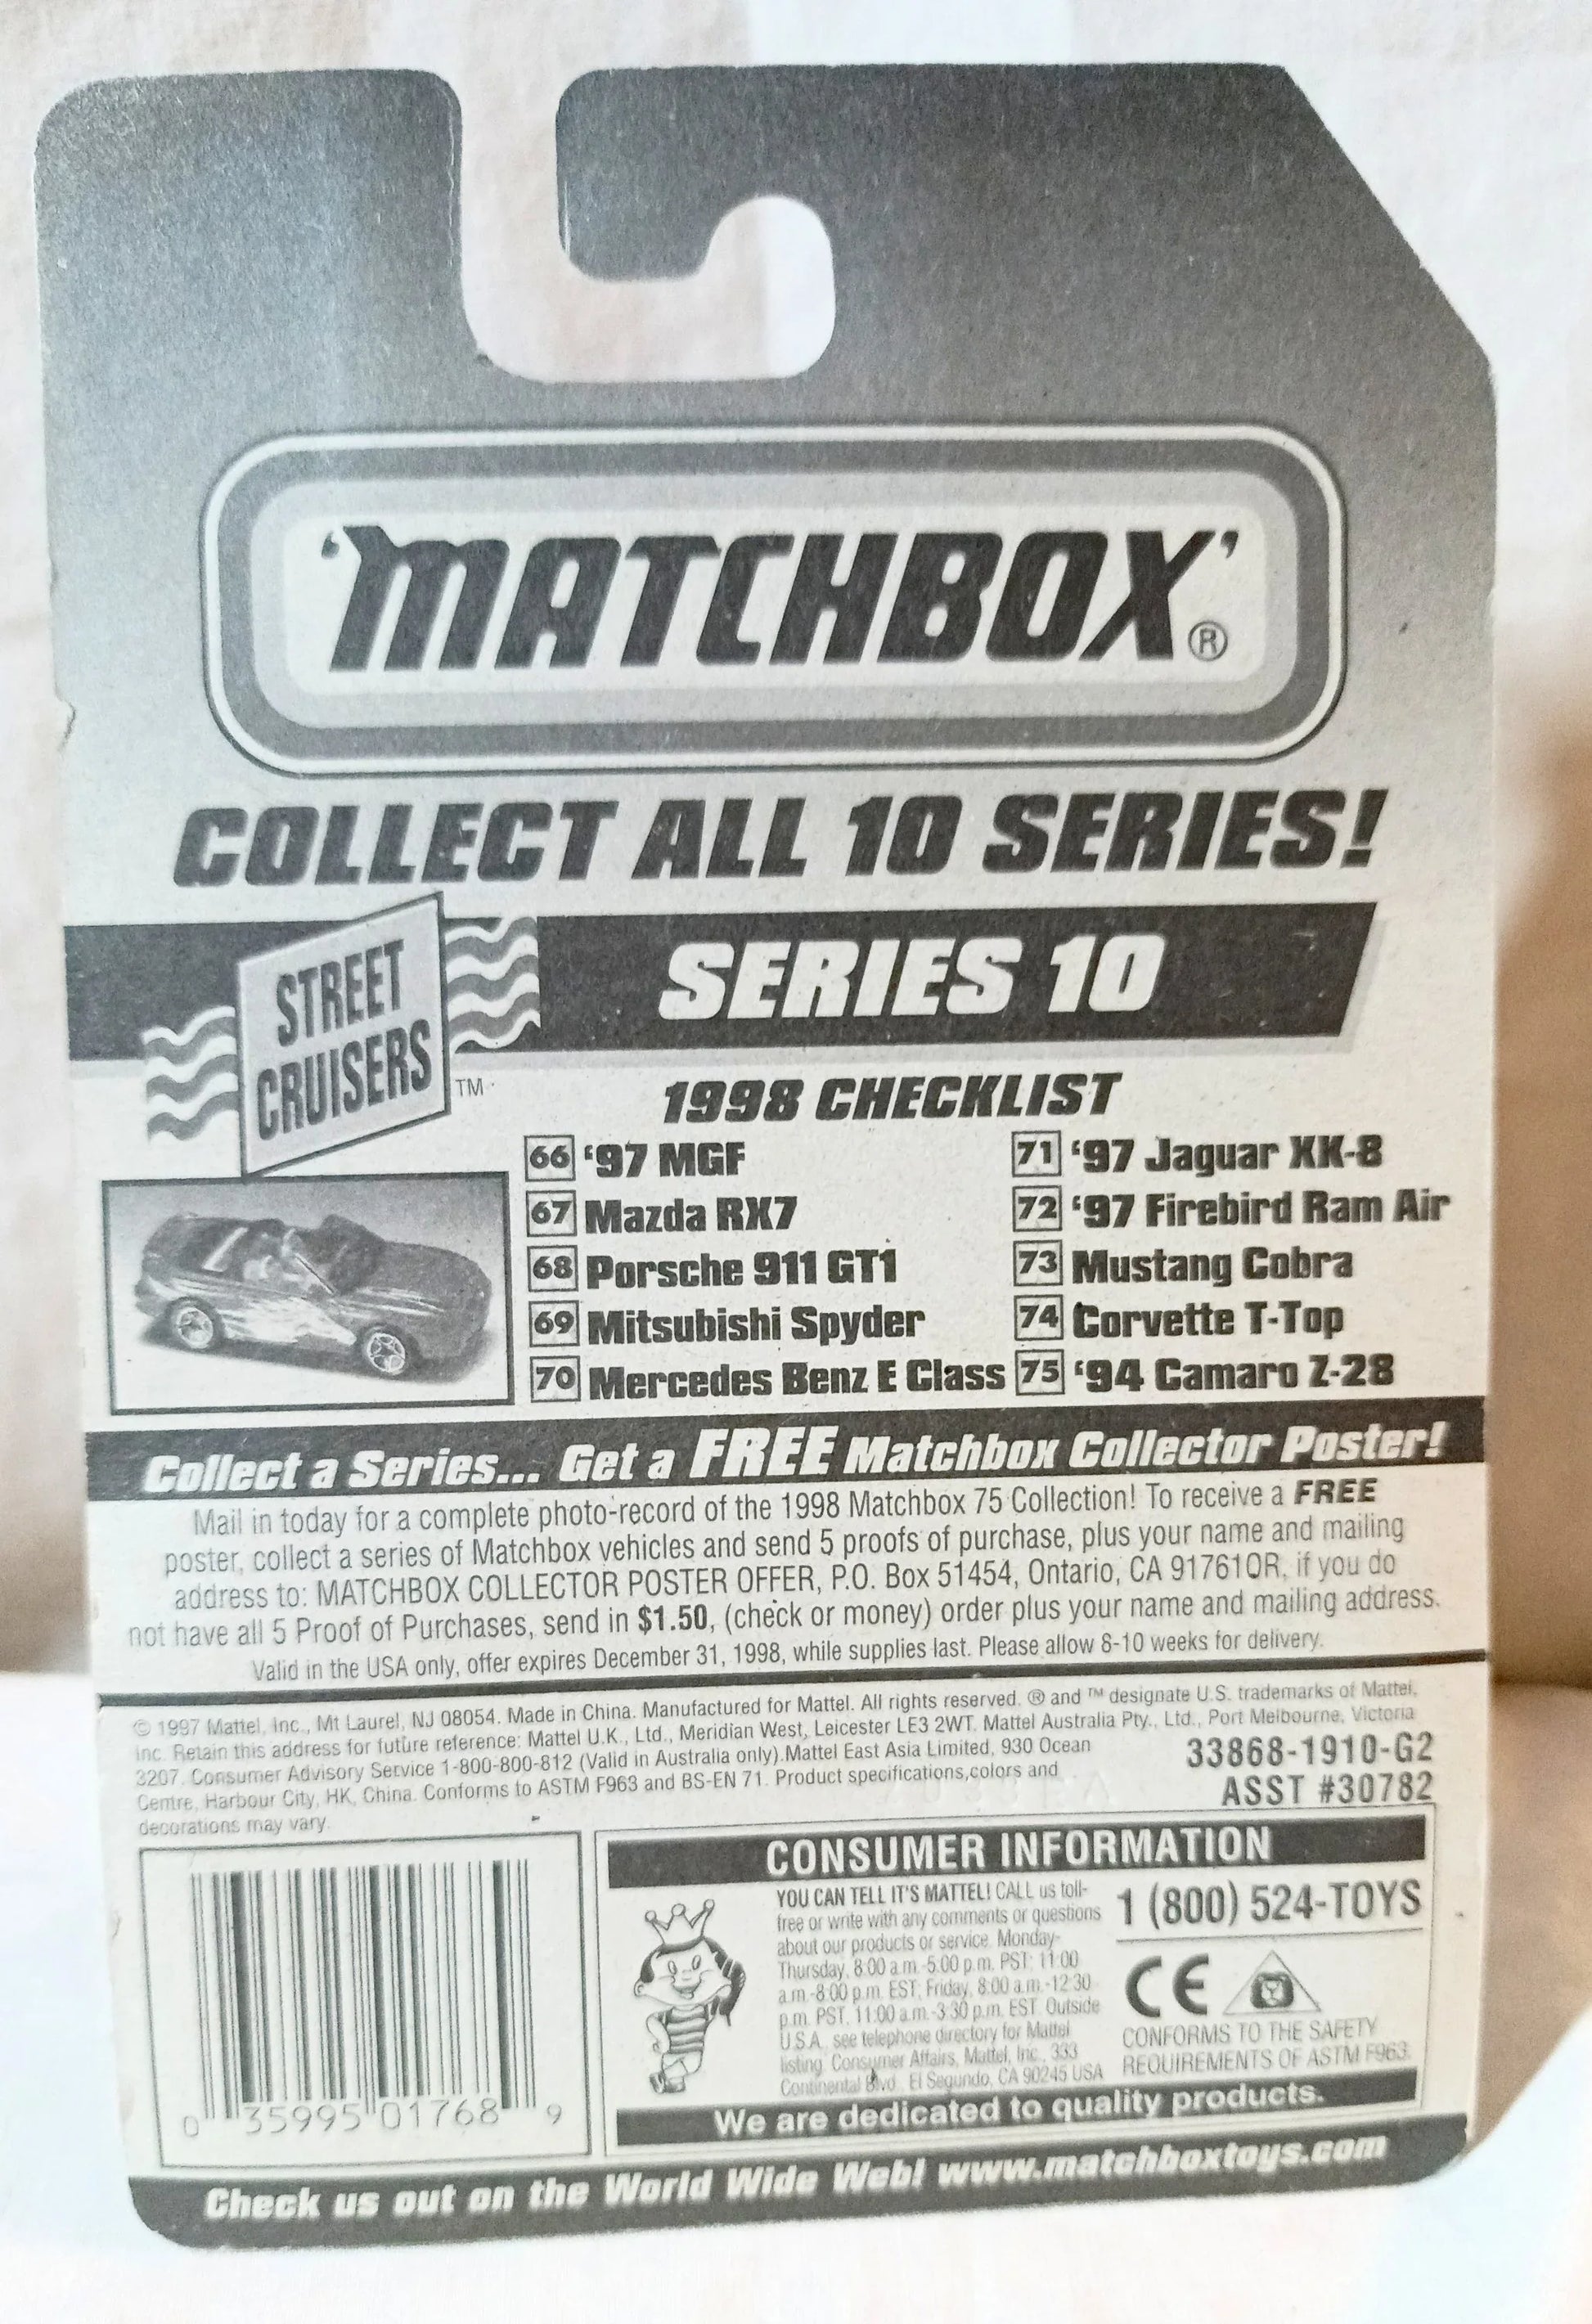 'MATCHBOX'®
COLLECT ALL 10 SERIES!
STREET
CRUISERS™
SERIES 10
1998 CHECKLIST
66 '97 MGF
67 Mazda RX7
68 Porsche 911 GT1
69 Mitsubishi Spyder
70 Mercedes Benz E Class
71 '97 Jaguar XK-8
72 '97 Firebird Ram Air
73 Mustang Cobra
74 Corvette T-Top
75 '94 Camaro Z-28
Collect a Series... Get a FREE Matchbox Collector Poster!
Mail in today for a complete photo-record of the 1998 Matchbox 75 Collection! To receive a FREE
poster, collect a series of Matchbox vehicles and send 5 proofs of purchase, plus your name and mailing
address to: MATCHBOX COLLECTOR POSTER OFFER, P.O. Box 51454, Ontario, CA 91761OR, if you do
not have all 5 Proof of Purchases, send in $1.50, (check or money) order plus your name and mailing address.
Valid in the USA only, offer expires December 31, 1998, while supplies last. Please allow 8-10 weeks for delivery.
© 1997 Mattel, Inc., Mt Laurel, NJ 08054. Made in China. Manufactured for Mattel. All rights reserved. ® and ™ designate U.S. trademarks of Mattel,
Inc. Retain this address for future reference: Mattel U.K., Ltd., Meridian West, Leicester LE3 2WT. Mattel Australia Pty., Ltd., Port Melbourne, Victoria
3207. Consumer Advisory Service 1-800-800-812 (Valid in Australia only).Mattel East Asia Limited, 930 Ocean
Centre, Harbour City, HK, China. Conforms to ASTM F963 and BS-EN 71. Product specifications,colors and
decorations may vary.
33868-1910-G2
ASST #30782
0 35995 01768 9
CONSUMER INFORMATION
YOU CAN TELL IT'S MATTEL! CALL us toll-
free or write with any comments or questions
about our products or service. Monday-
Thursday, 8:00 a.m.-5:00 p.m. PST; 11:00
a.m.-8:00 p.m. EST; Friday, 8:00 a.m.-12:30
p.m. PST, 11:00 a.m.-3:30 p.m. EST. Outside
U.S.A., see telephone directory for Mattel
listing. Consumer Affairs, Mattel, Inc., 333
Continental Blvd., El Segundo, CA 90245 USA
1 (800) 524-TOYS
CE
CONFORMS TO THE SAFETY
REQUIREMENTS OF ASTM F963.
We are dedicated to quality products.
Check us out on the World Wide Web! www.matchboxtoys.com